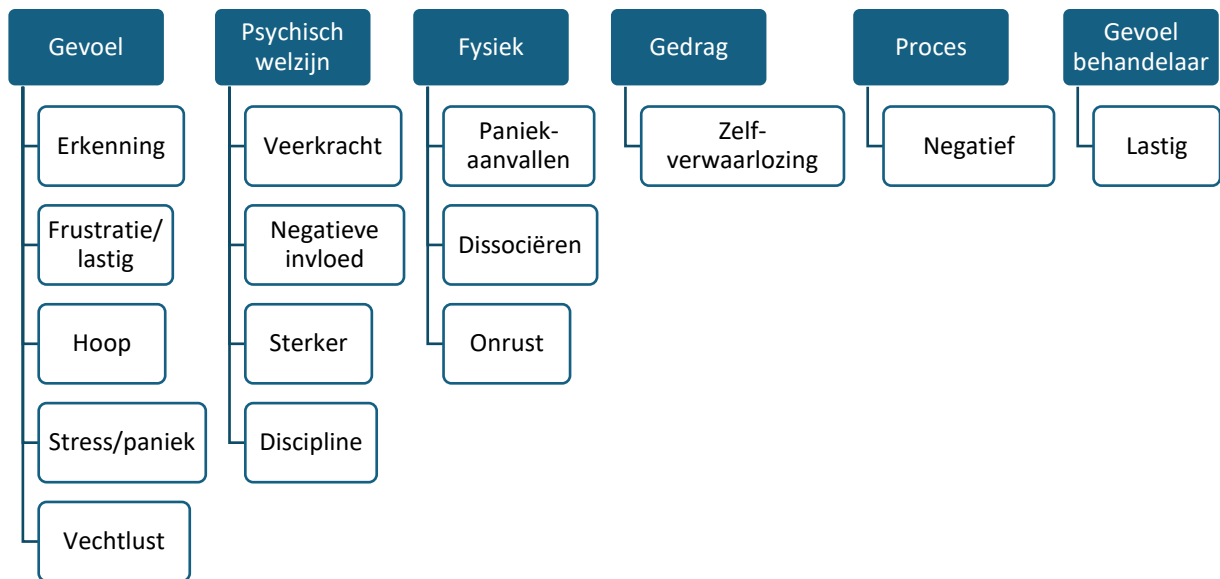 Gevoel
Erkenning
Frustratie/
lastig
Hoop
Stress/paniek
Vechtlust
Psychisch
welzijn
Veerkracht
Negatieve
invloed
Sterker
Discipline
Fysiek
Paniek-
aanvallen
Dissociëren
Onrust
Gedrag
Zelf-
verwaarlozing
Proces
Negatief
Gevoel
behandelaar
Lastig